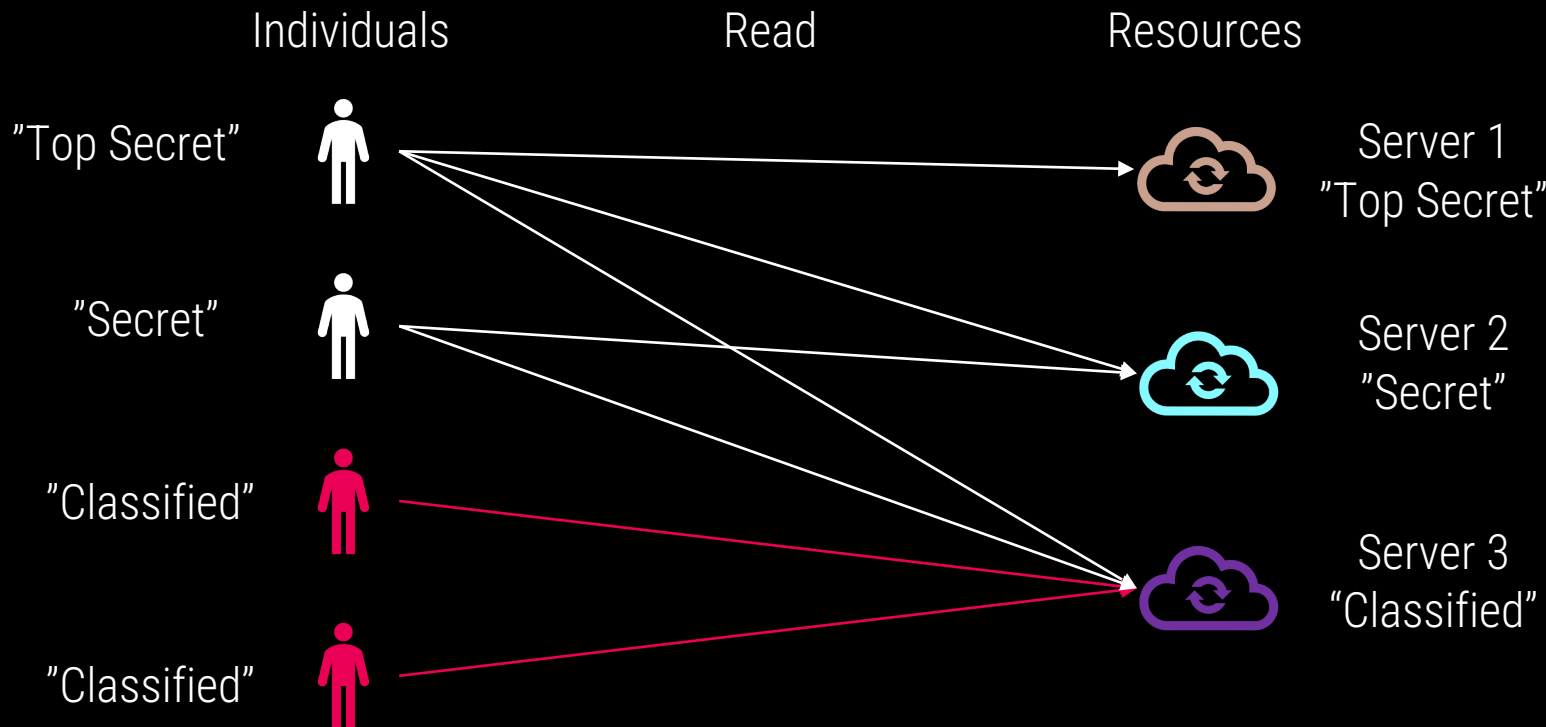 Individuals
Read
Resources
”Top Secret”
Server 1
”Top Secret”
”Secret”
Server 2
”Secret”
”Classified”
Server 3
“Classified”
”Classified”